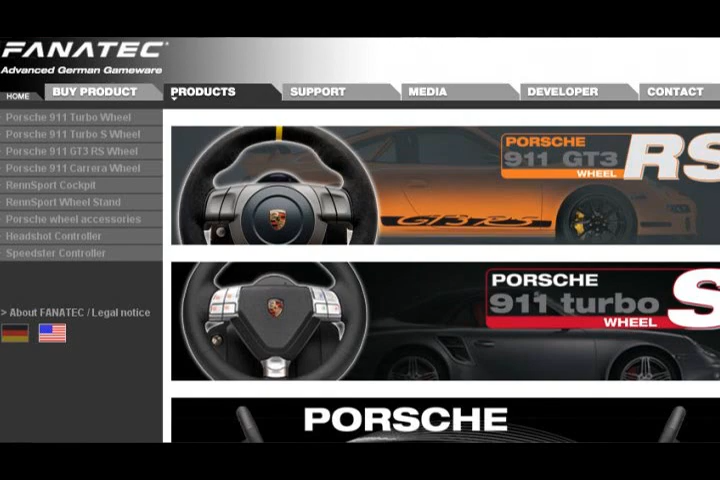 FANATEC
Advanced German Gameware
HOME
BUY PRODUCT
PRODUCTS
SUPPORT
MEDIA
DEVELOPER
CONTACT
Porsche 911 Turbo Wheel
Porsche 911 Turbo S Wheel
Porsche 911 GT3 RS Wheel
Porsche 911 Carrera Wheel
RennSport Cockpit
RennSport Wheel Stand
Porsche wheel accessories
Headshot Controller
Speedster Controller
> About FANATEC / Legal notice
PORSCHE
911 GT3 RS
WHEEL
GT3 RS
PORSCHE
911 turbo S
WHEEL
PORSCHE